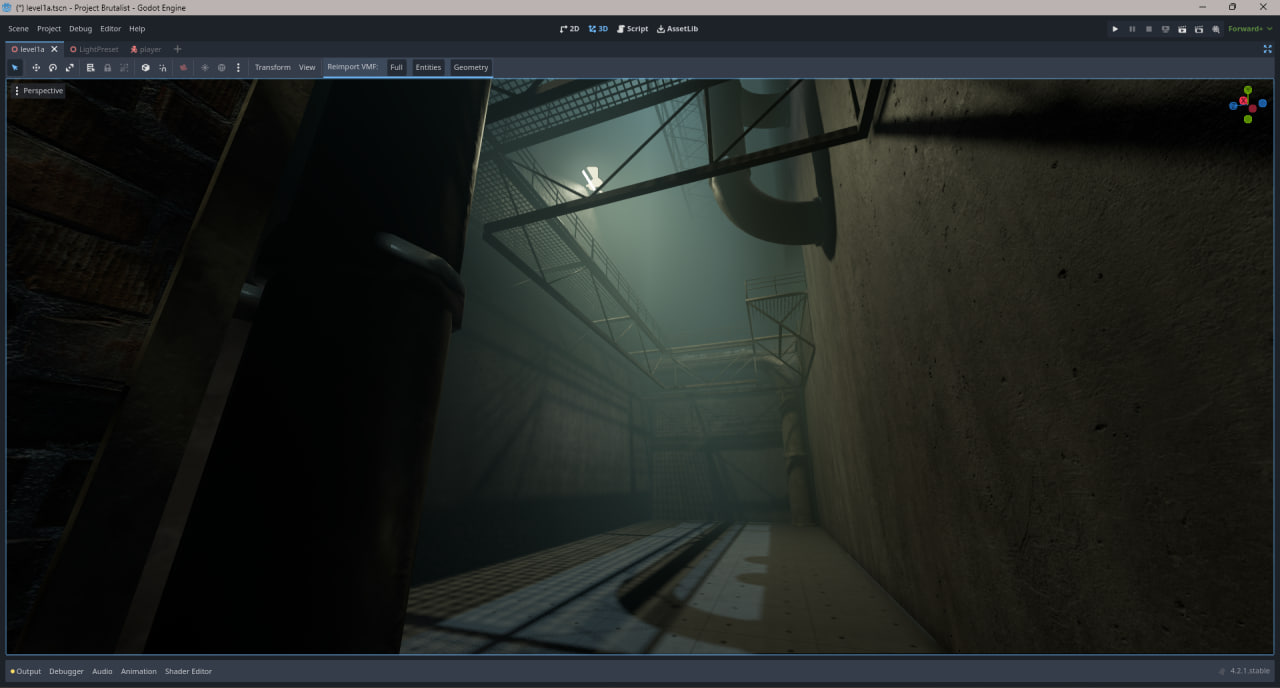 (*) level1a.tscn - Project Brutalist - Godot Engine
Scene Project Debug Editor Help 2D 3D Script AssetLib Forward+
level1a LightPreset player
Transform View Reimport VMF: Full Entities Geometry
Perspective
Y
X
Output Debugger Audio Animation Shader Editor 4.2.1.stable